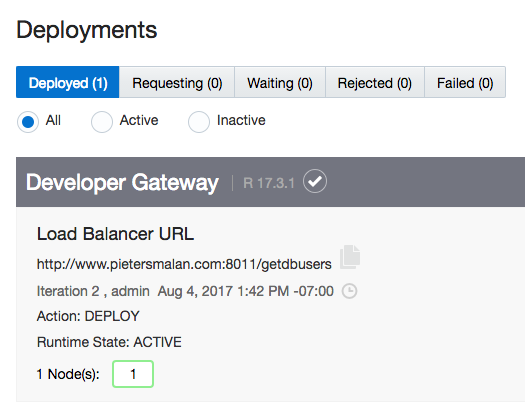 Deployments
Deployed (1) Requesting (0) Waiting (0) Rejected (0) Failed (0)
All Active Inactive
Developer Gateway R 17.3.1
Load Balancer URL
http://www.pietersmalan.com:8011/getdbusers
Iteration 2 , admin Aug 4, 2017 1:42 PM -07:00
Action: DEPLOY
Runtime State: ACTIVE
1 Node(s): 1